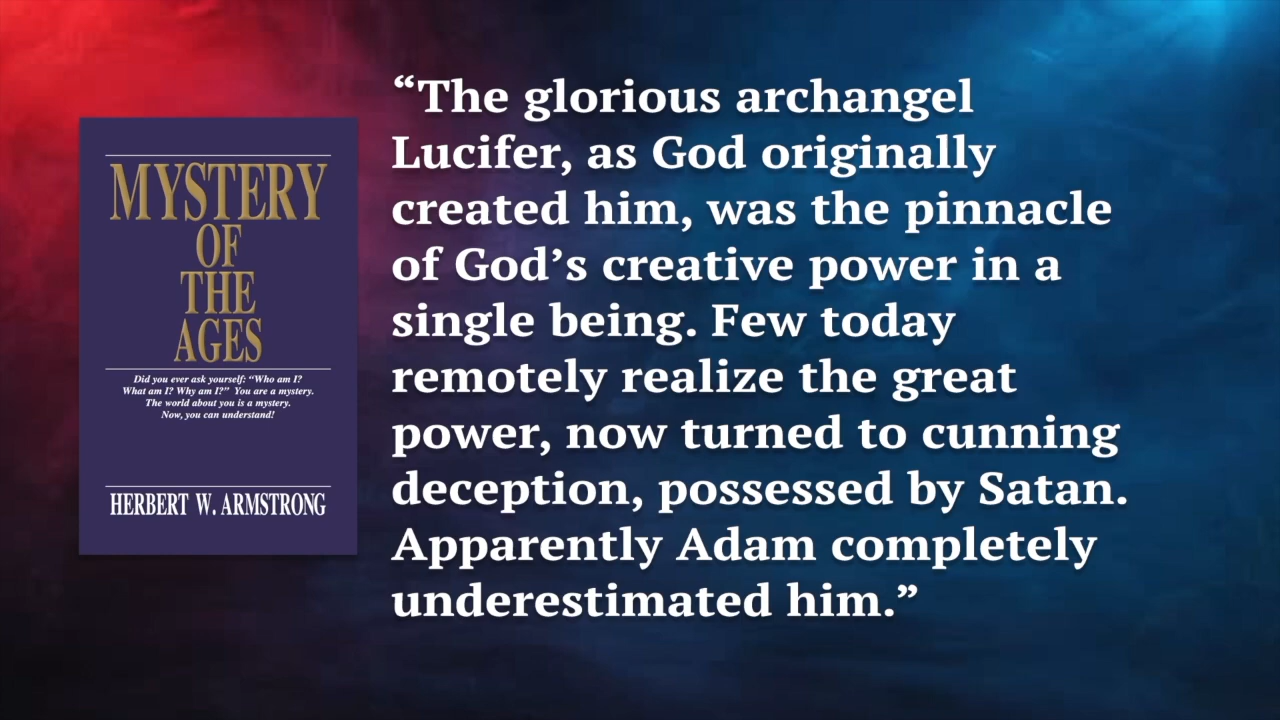 MYSTERY
OF
THE
AGES
Did you ever ask yourself: “Who am I?
What am I? Why am I?” You are a mystery.
The world about you is a mystery.
Now, you can understand!
HERBERT W. ARMSTRONG
“The glorious archangel
Lucifer, as God originally
created him, was the pinnacle
of God’s creative power in a
single being. Few today
remotely realize the great
power, now turned to cunning
deception, possessed by Satan.
Apparently Adam completely
underestimated him.”